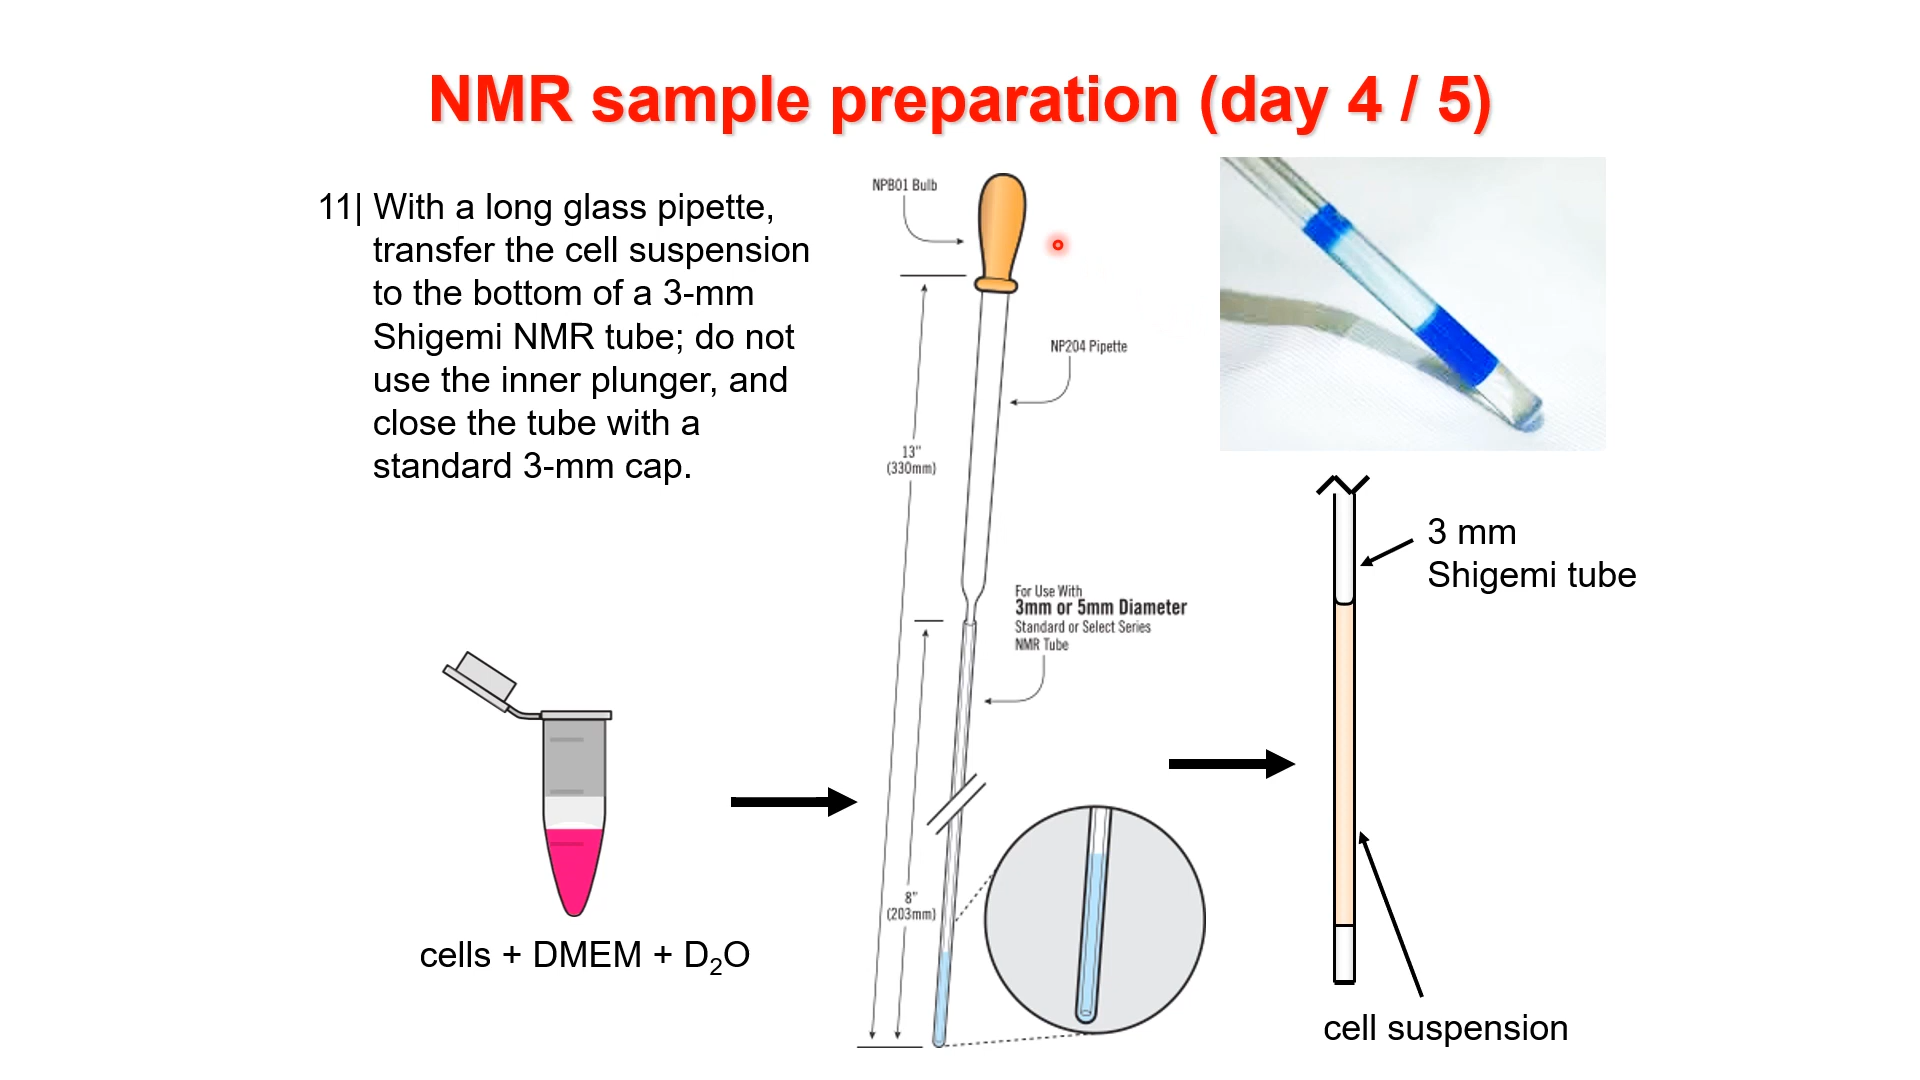 NMR sample preparation (day 4 / 5)
11| With a long glass pipette,
transfer the cell suspension
to the bottom of a 3-mm
Shigemi NMR tube; do not
use the inner plunger, and
close the tube with a
standard 3-mm cap.
cells + DMEM + D₂O
NPB01 Bulb
NP204 Pipette
13"
(330mm)
For Use With
3mm or 5mm Diameter
Standard or Select Series
NMR Tube
8"
(203mm)
3 mm
Shigemi tube
cell suspension